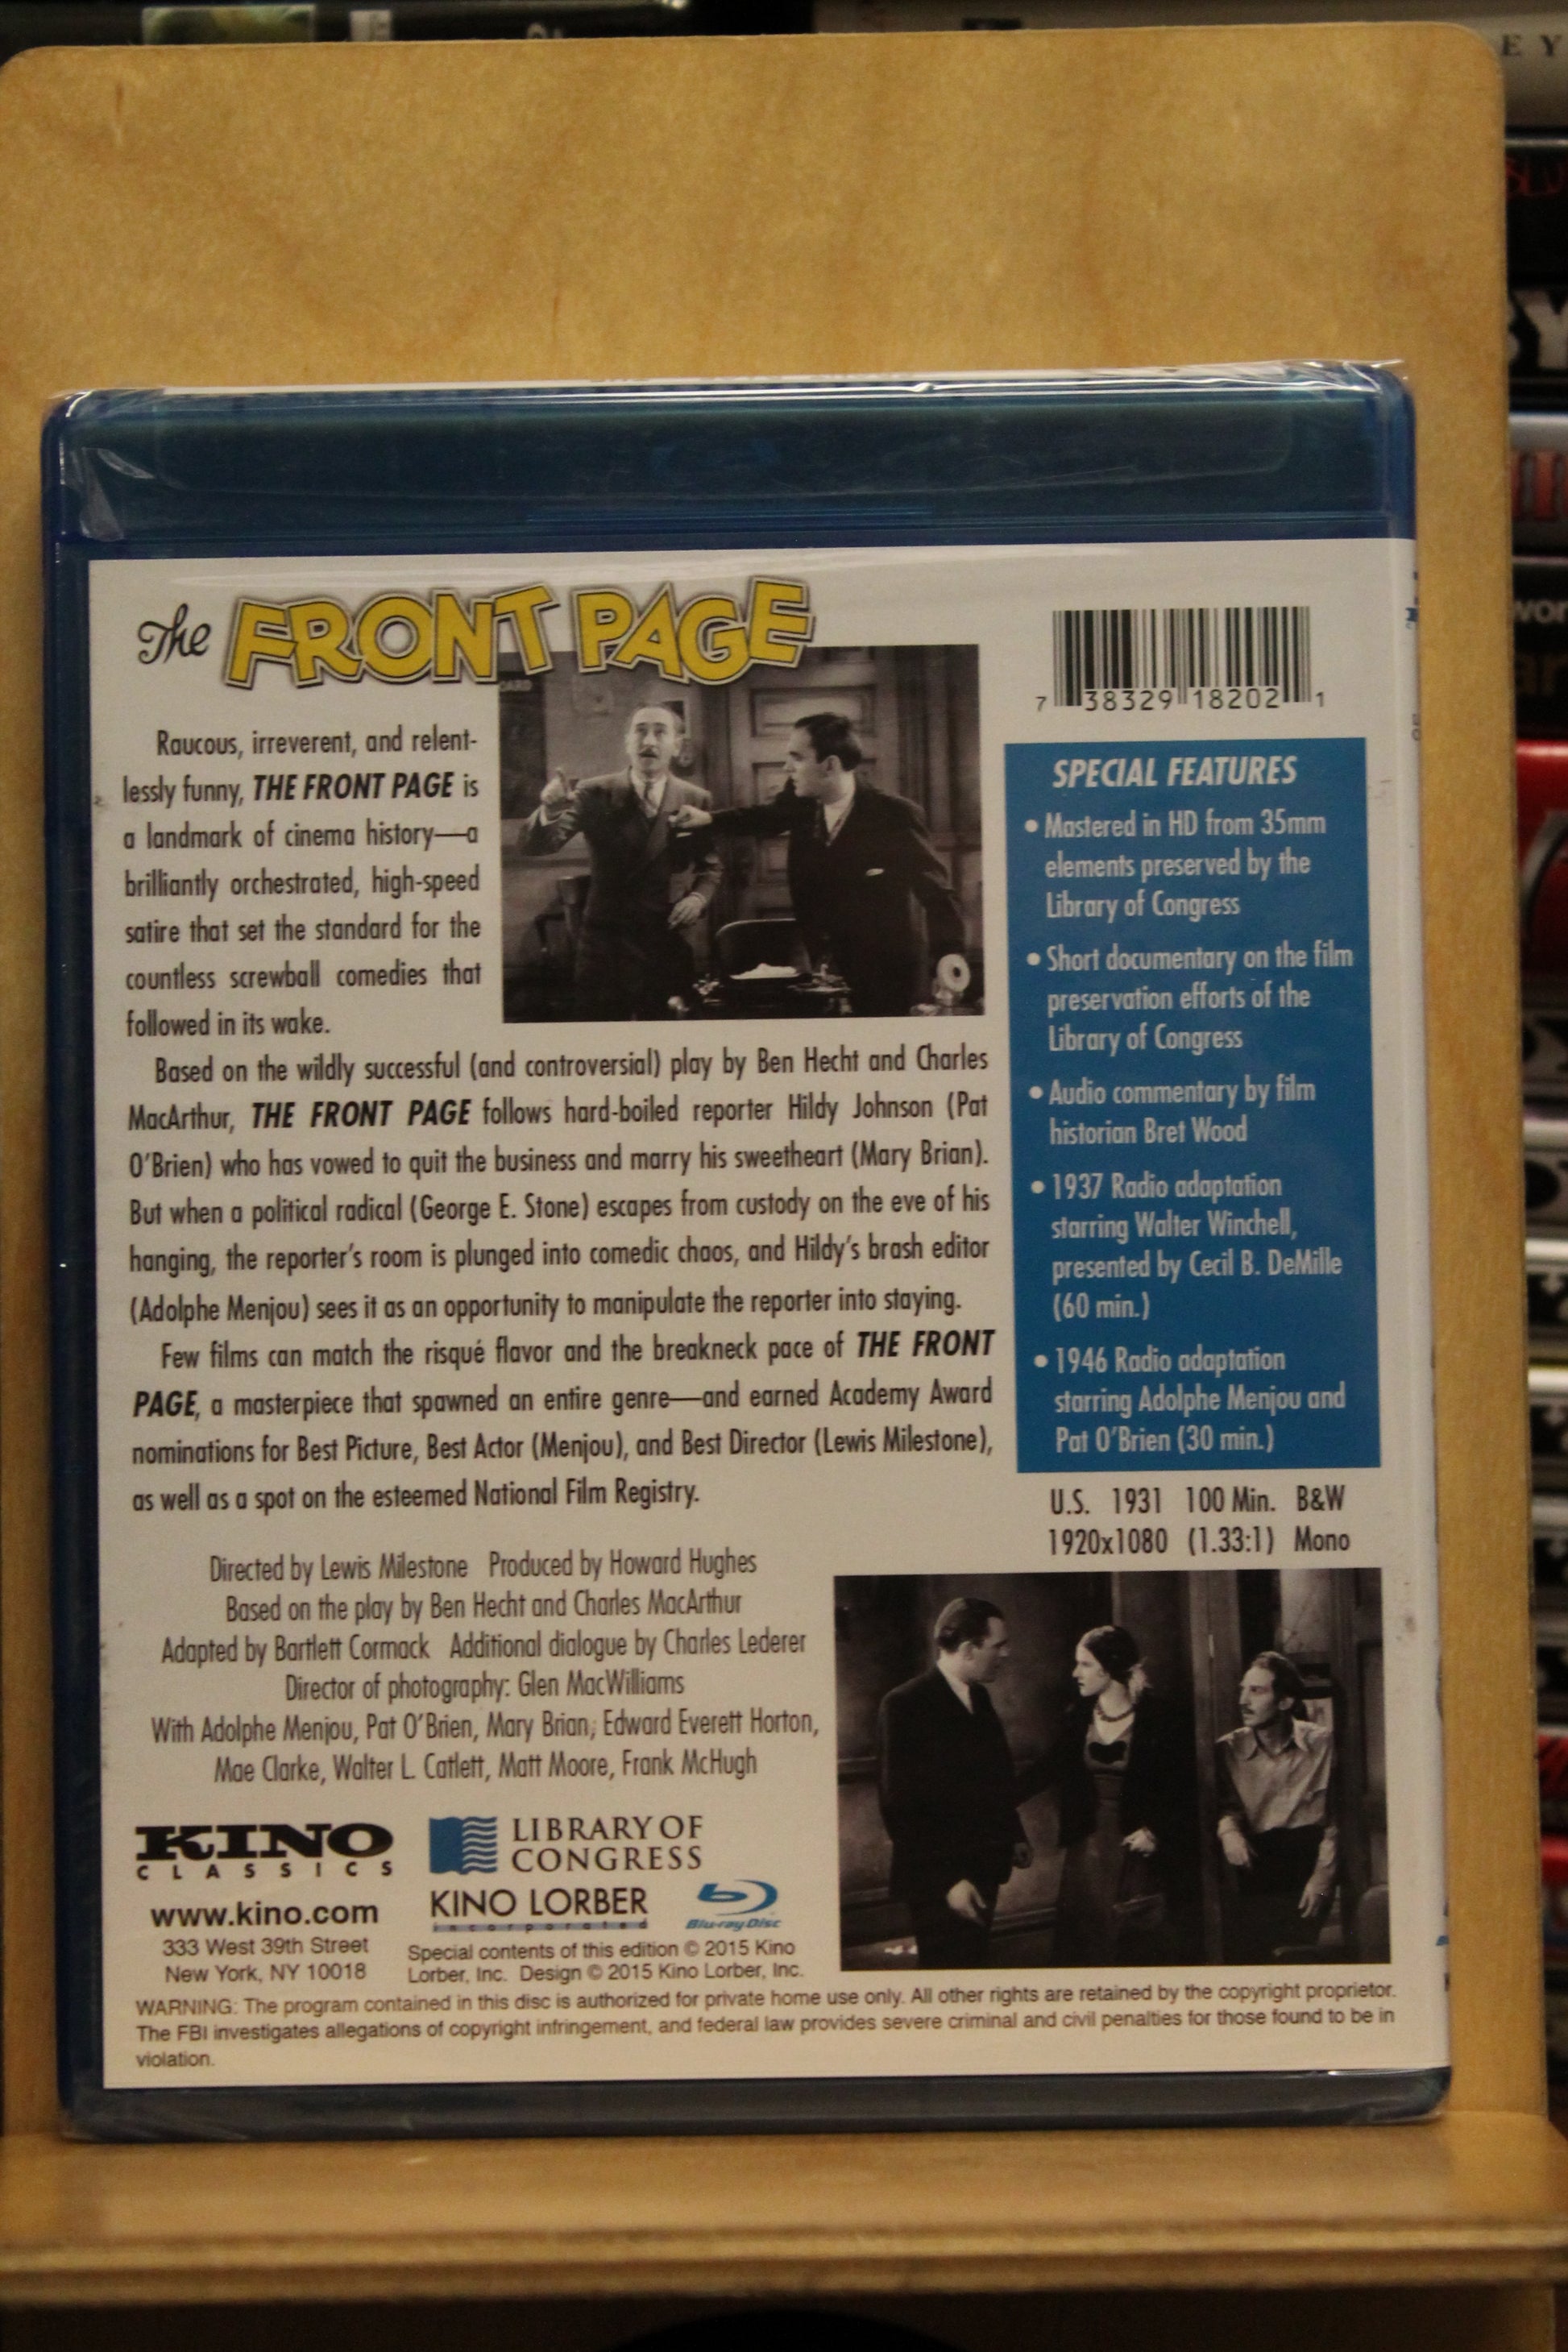 The FRONT PAGE
Raucous, irreverent, and relent-
lessly funny, THE FRONT PAGE is
a landmark of cinema history—a
brilliantly orchestrated, high-speed
satire that set the standard for the
countless screwball comedies that
followed in its wake.
Based on the wildly successful (and controversial) play by Ben Hecht and Charles
MacArthur, THE FRONT PAGE follows hard-boiled reporter Hildy Johnson (Pat
O'Brien) who has vowed to quit the business and marry his sweetheart (Mary Brian).
But when a political radical (George E. Stone) escapes from custody on the eve of his
hanging, the reporter's room is plunged into comedic chaos, and Hildy's brash editor
(Adolphe Menjou) sees it as an opportunity to manipulate the reporter into staying.
Few films can match the risqué flavor and the breakneck pace of THE FRONT
PAGE, a masterpiece that spawned an entire genre—and earned Academy Award
nominations for Best Picture, Best Actor (Menjou), and Best Director (Lewis Milestone),
as well as a spot on the esteemed National Film Registry.
Directed by Lewis Milestone Produced by Howard Hughes
Based on the play by Ben Hecht and Charles MacArthur
Adapted by Bartlett Cormack Additional dialogue by Charles Lederer
Director of photography: Glen MacWilliams
With Adolphe Menjou, Pat O'Brien, Mary Brian, Edward Everett Horton,
Mae Clarke, Walter L. Catlett, Matt Moore, Frank McHugh
7 38329 18202 1
SPECIAL FEATURES
• Mastered in HD from 35mm
elements preserved by the
Library of Congress
• Short documentary on the film
preservation efforts of the
Library of Congress
• Audio commentary by film
historian Bret Wood
• 1937 Radio adaptation
starring Walter Winchell,
presented by Cecil B. DeMille
(60 min.)
• 1946 Radio adaptation
starring Adolphe Menjou and
Pat O'Brien (30 min.)
U.S. 1931 100 Min. B&W
1920x1080 (1.33:1) Mono
KINO
CLASSICS
www.kino.com
333 West 39th Street
New York, NY 10018
LIBRARY OF
CONGRESS
KINO LORBER
incorporated
Blu-ray Disc
Special contents of this edition © 2015 Kino
Lorber, Inc. Design © 2015 Kino Lorber, Inc.
WARNING: The program contained in this disc is authorized for private home use only. All other rights are retained by the copyright proprietor.
The FBI investigates allegations of copyright infringement, and federal law provides severe criminal and civil penalties for those found to be in
violation.
EY